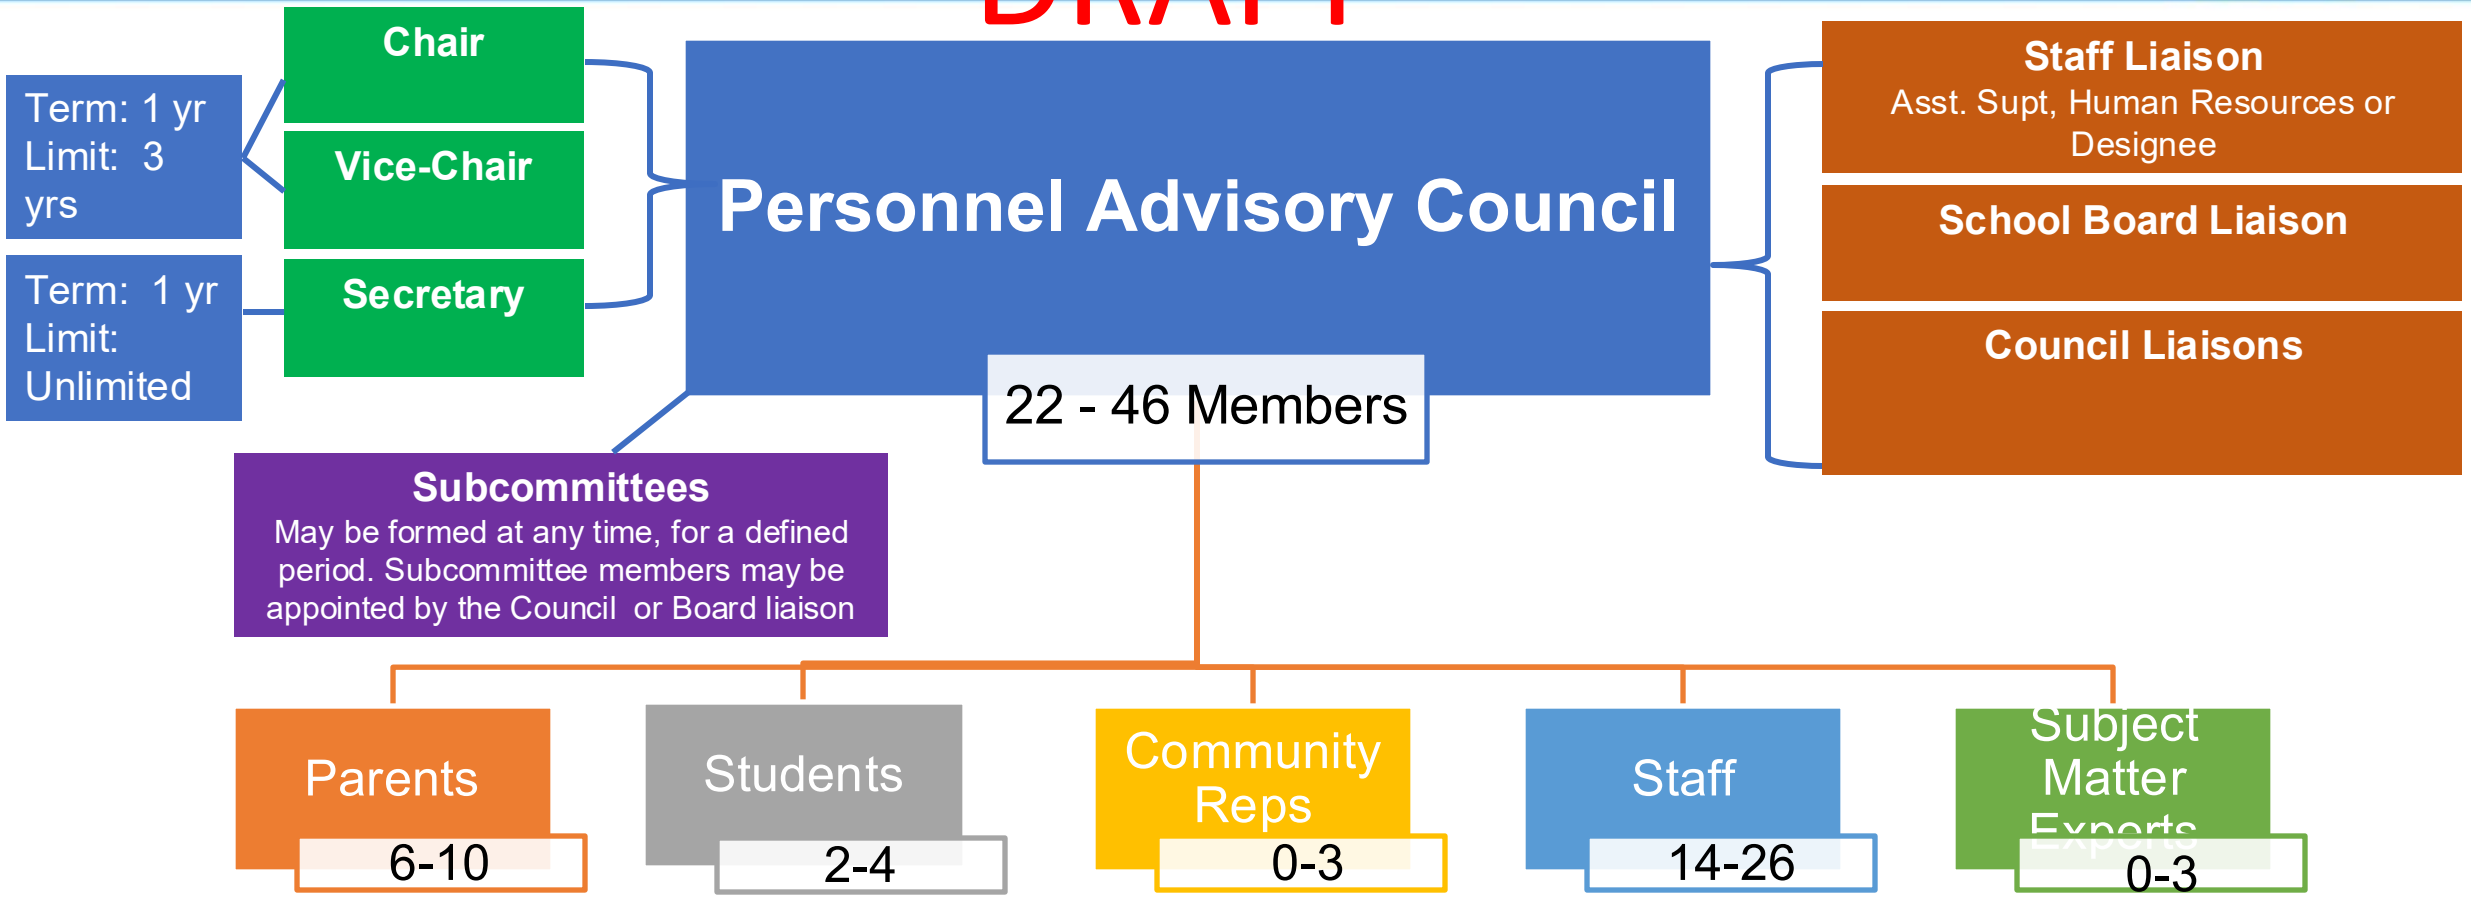 DRAFT
Chair
Term: 1 yr
Limit: 3
yrs
Vice-Chair
Term: 1 yr
Limit:
Unlimited
Secretary
Personnel Advisory Council
22 - 46 Members
Staff Liaison
Asst. Supt, Human Resources or
Designee
School Board Liaison
Council Liaisons
Subcommittees
May be formed at any time, for a defined
period. Subcommittee members may be
appointed by the Council or Board liaison
Parents
6-10
Students
2-4
Community
Reps
0-3
Staff
14-26
Subject
Matter
Experts
0-3